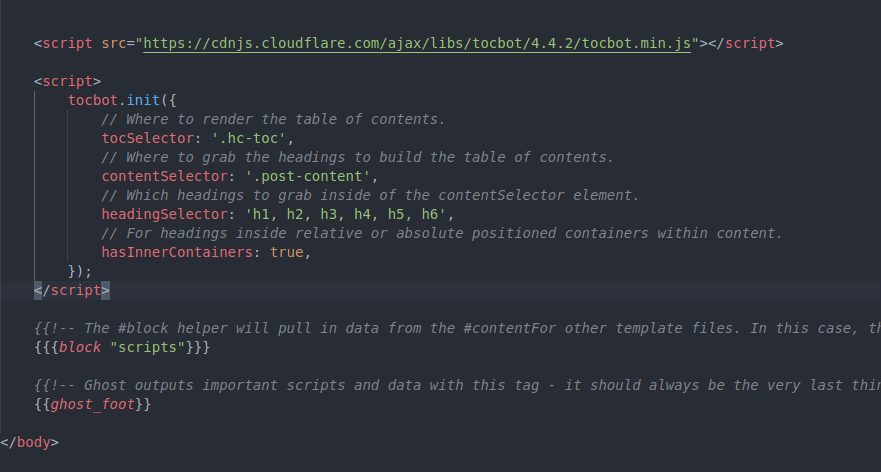 <script src="https://cdnjs.cloudflare.com/ajax/libs/tocbot/4.4.2/tocbot.min.js"></script>
<script>
tocbot.init({
// Where to render the table of contents.
tocSelector: '.hc-toc',
// Where to grab the headings to build the table of contents.
contentSelector: '.post-content',
// Which headings to grab inside of the contentSelector element.
headingSelector: 'h1, h2, h3, h4, h5, h6',
// For headings inside relative or absolute positioned containers within content.
hasInnerContainers: true,
});
</script>
{{!-- The #block helper will pull in data from the #contentFor other template files. In this case, th
{{{block "scripts"}}}
{{!-- Ghost outputs important scripts and data with this tag - it should always be the very last thin
{{ghost_foot}}
</body>